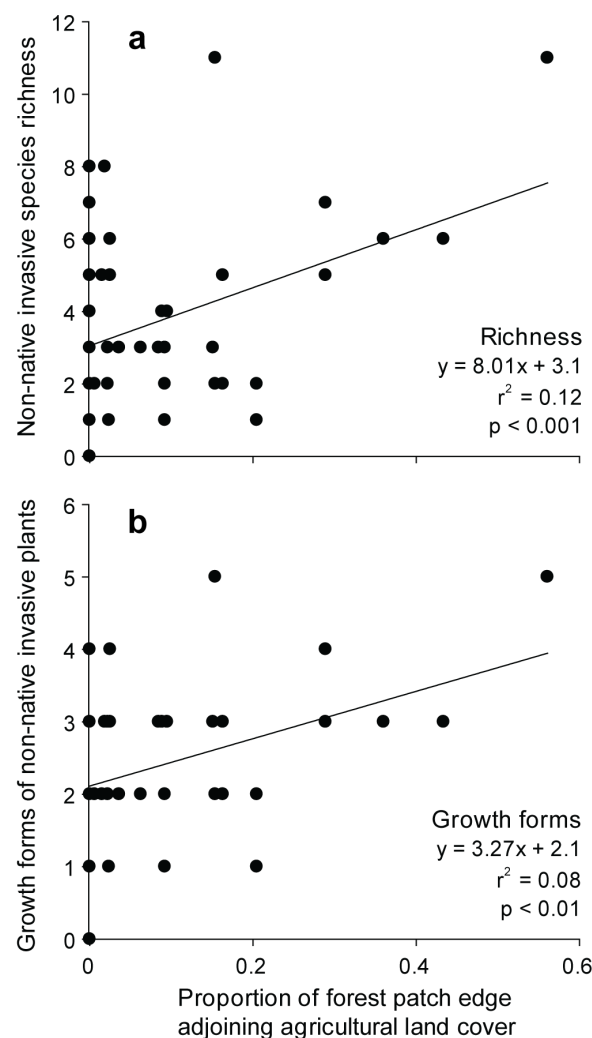 12
a
10
8
6
4
2
0
Non-native invasive species richness
Richness
y = 8.01x + 3.1
r² = 0.12
p < 0.001
6
b
5
4
3
2
1
0
Growth forms of non-native invasive plants
Growth forms
y = 3.27x + 2.1
r² = 0.08
p < 0.01
0 0.2 0.4 0.6
Proportion of forest patch edge
adjoining agricultural land cover